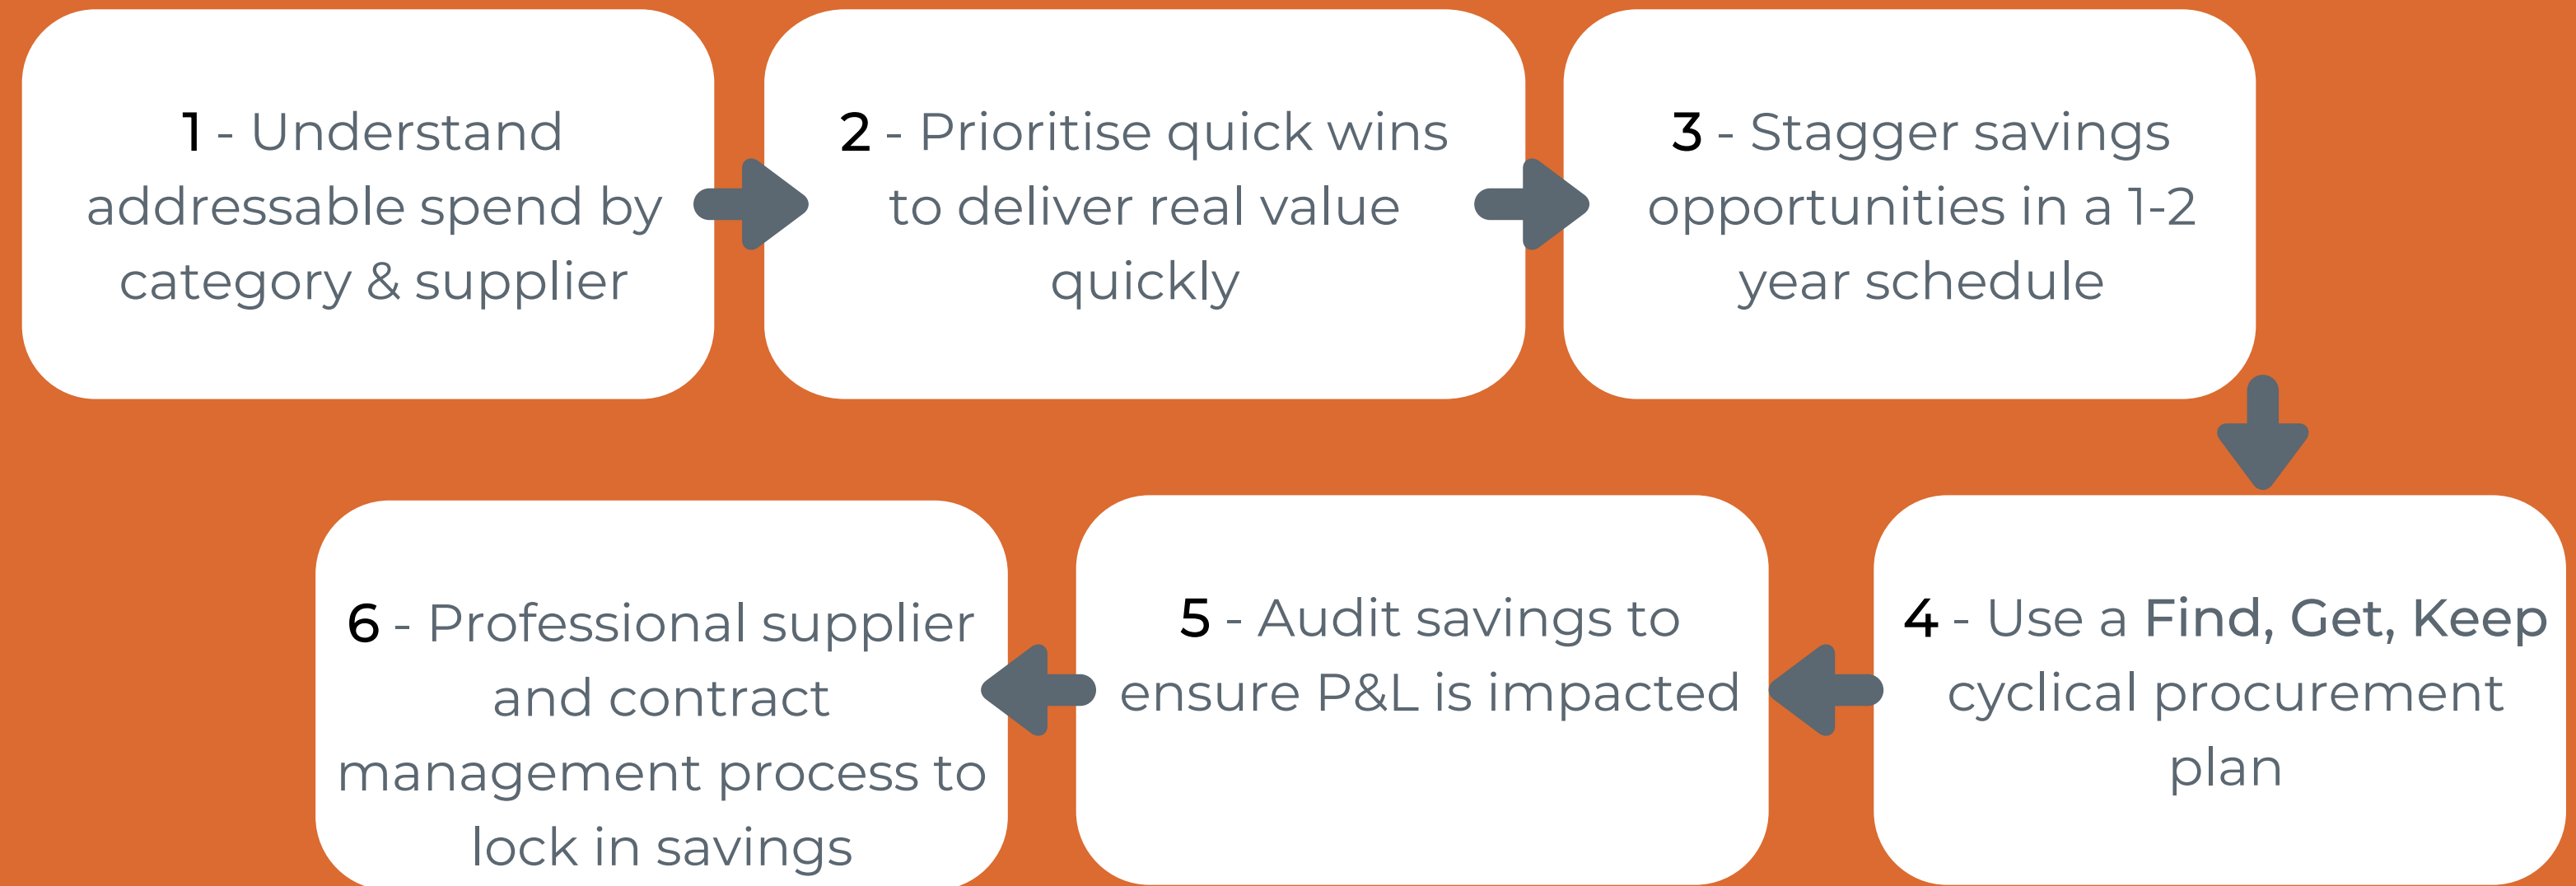 1 - Understand
addressable spend by
category & supplier
2 - Prioritise quick wins
to deliver real value
quickly
3 - Stagger savings
opportunities in a 1-2
year schedule
4 - Use a Find, Get, Keep
cyclical procurement
plan
5 - Audit savings to
ensure P&L is impacted
6 - Professional supplier
and contract
management process to
lock in savings